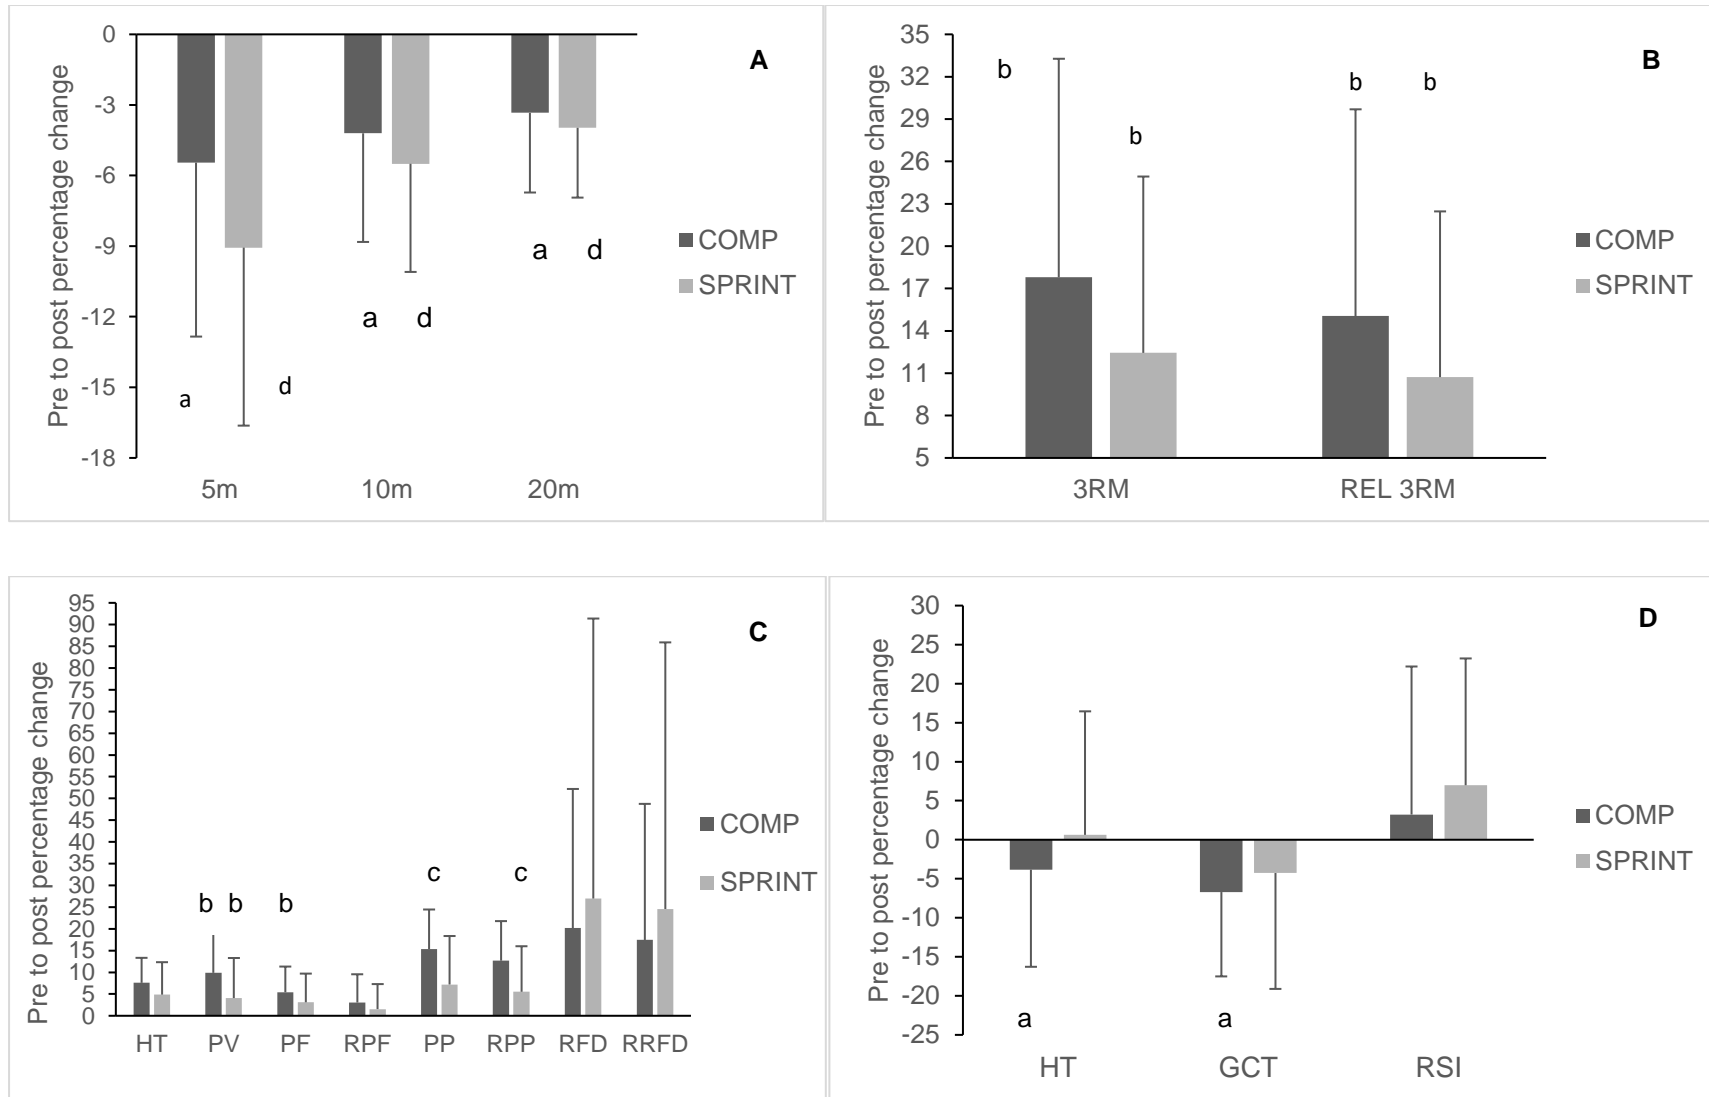 A
Pre to post percentage change
0
-3
-6
-9
-12
-15
-18
a
d
a
d
a
d
5m
10m
20m
COMP
SPRINT
B
Pre to post percentage change
35
32
29
26
23
20
17
14
11
8
5
b
b
b
b
3RM
REL 3RM
COMP
SPRINT
C
Pre to post percentage change
95
90
85
80
75
70
65
60
55
50
45
40
35
30
25
20
15
10
5
0
b
b
b
c
c
HT
PV
PF
RPF
PP
RPP
RFD
RRFD
COMP
SPRINT
D
Pre to post percentage change
30
25
20
15
10
5
0
-5
-10
-15
-20
-25
a
a
HT
GCT
RSI
COMP
SPRINT